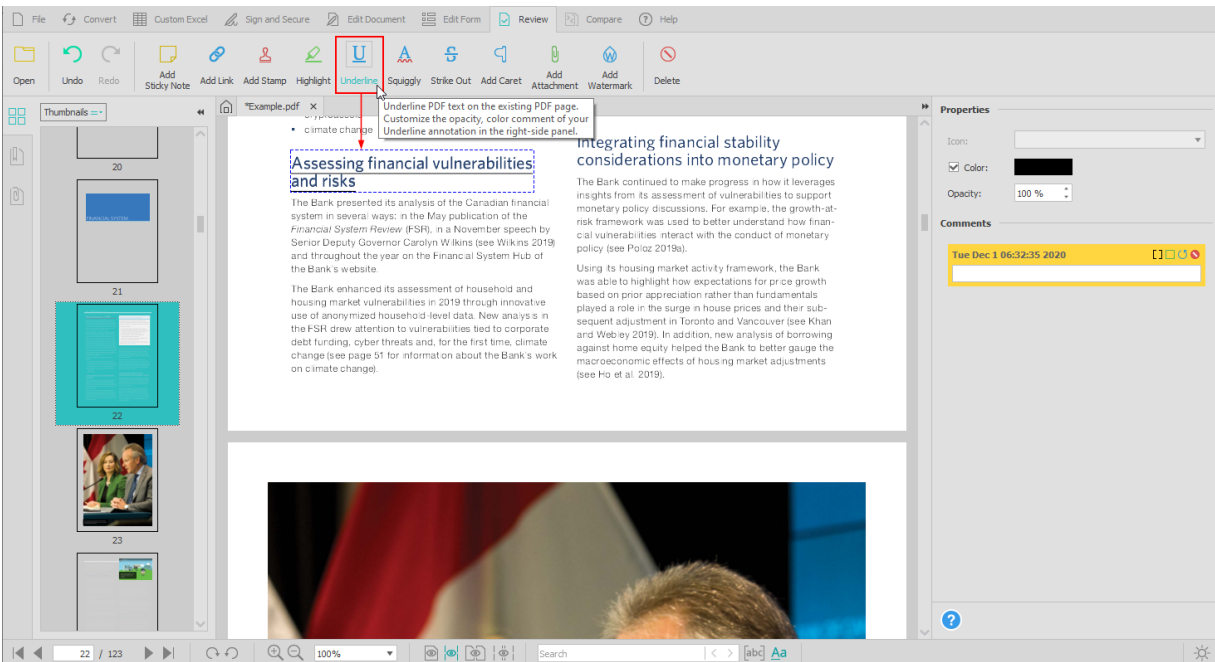 File Convert Custom Excel Sign and Secure Edit Document Edit Form Review Compare Help
Open Undo Redo Add Sticky Note Add Link Add Stamp Highlight Underline Squiggly Strike Out Add Caret Add Attachment Add Watermark Delete
Thumbnails
*Example.pdf
Underline PDF text on the existing PDF page.
Customize the opacity, color comment of your
Underline annotation in the right-side panel.
20
FINANCIAL SYSTEM
21
22
23
• climate change
Assessing financial vulnerabilities
and risks
The Bank presented its analysis of the Canadian financial
system in several ways: in the May publication of the
Financial System Review (FSR), in a November speech by
Senior Deputy Governor Carolyn Wilkins (see Wilkins 2019)
and throughout the year on the Financial System Hub of
the Bank's website.
The Bank enhanced its assessment of household and
housing market vulnerabilities in 2019 through innovative
use of anonymized household-level data. New analysis in
the FSR drew attention to vulnerabilities tied to corporate
debt funding, cyber threats and, for the first time, climate
change (see page 51 for information about the Bank's work
on climate change).
Integrating financial stability
considerations into monetary policy
The Bank continued to make progress in how it leverages
insights from its assessment of vulnerabilities to support
monetary policy discussions. For example, the growth-at-
risk framework was used to better understand how finan-
cial vulnerabilities interact with the conduct of monetary
policy (see Poloz 2019a).
Using its housing market activity framework, the Bank
was able to highlight how expectations for price growth
based on prior appreciation rather than fundamentals
played a role in the surge in house prices and their sub-
sequent adjustment in Toronto and Vancouver (see Khan
and Webley 2019). In addition, new analysis of borrowing
against home equity helped the Bank to better gauge the
macroeconomic effects of housing market adjustments
(see Ho et al. 2019).
Properties
Icon:
Color:
Opacity: 100 %
Comments
Tue Dec 1 06:32:35 2020
?
22 / 123 100% Search [abc] Aa